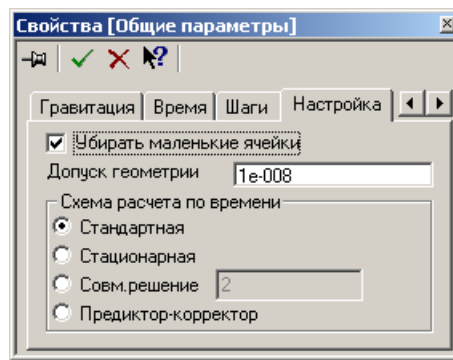 Свойства [Общие параметры]
Гравитация Время Шаги Настройка
Убирать маленькие ячейки
Допуск геометрии 1e-008
Схема расчета по времени
Стандартная
Стационарная
Совм.решение 2
Предиктор-корректор